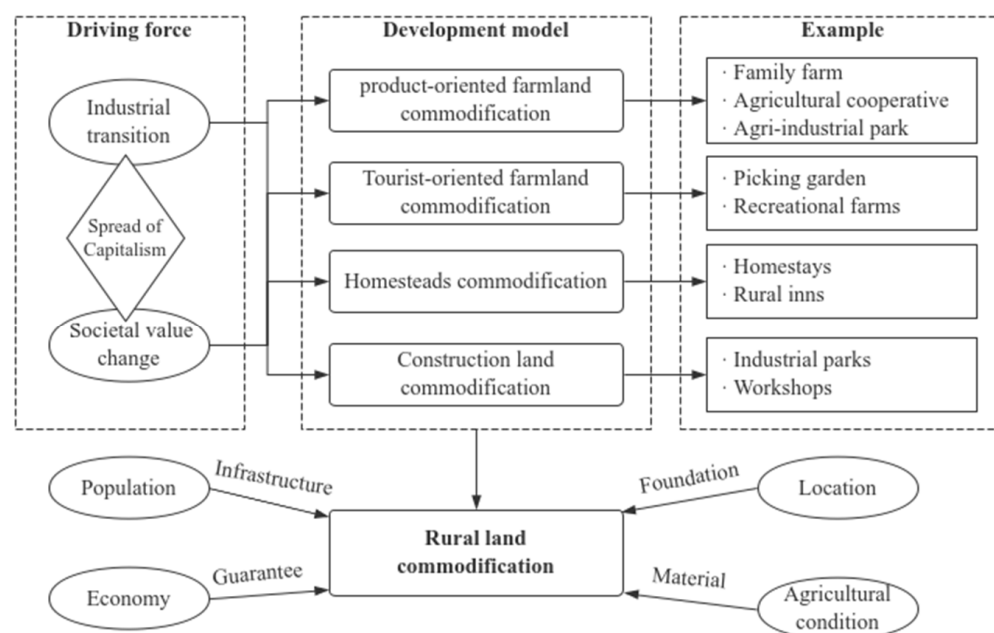 Driving force
Industrial
transition
Spread of
Capitalism
Societal value
change
Development model
product-oriented farmland
commodification
Tourist-oriented farmland
commodification
Homesteads commodification
Construction land
commodification
Example
· Family farm
· Agricultural cooperative
· Agri-industrial park
· Picking garden
· Recreational farms
· Homestays
· Rural inns
· Industrial parks
· Workshops
Population
Infrastructure
Economy
Guarantee
Rural land
commodification
Foundation
Location
Material
Agricultural
condition